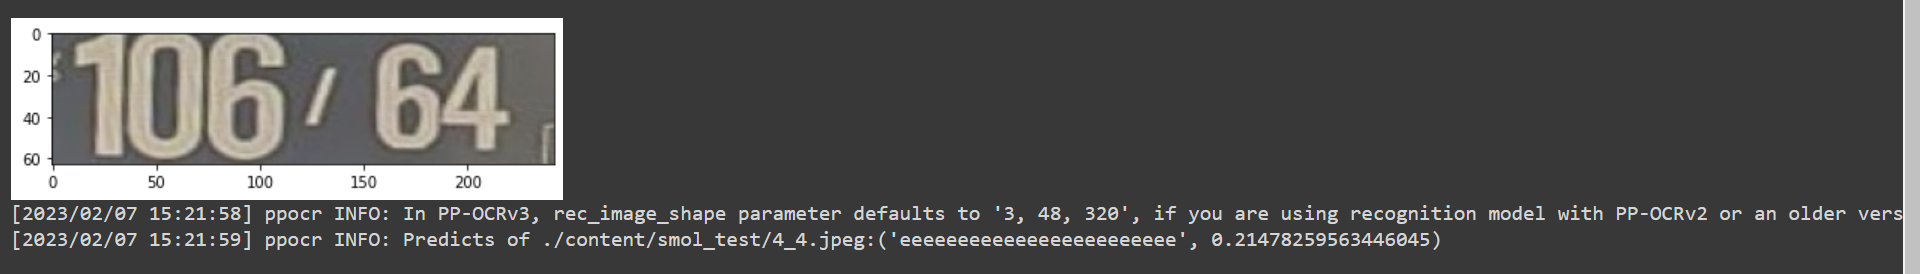 0
20
40
60
106 / 64
0 50 100 150 200
[2023/02/07 15:21:58] ppocr INFO: In PP-OCRv3, rec_image_shape parameter defaults to '3, 48, 320', if you are using recognition model with PP-OCRv2 or an older vers
[2023/02/07 15:21:59] ppocr INFO: Predicts of ./content/smol_test/4_4.jpeg:('eeeeeeeeeeeeeeeeeeeeeeee', 0.21478259563446045)